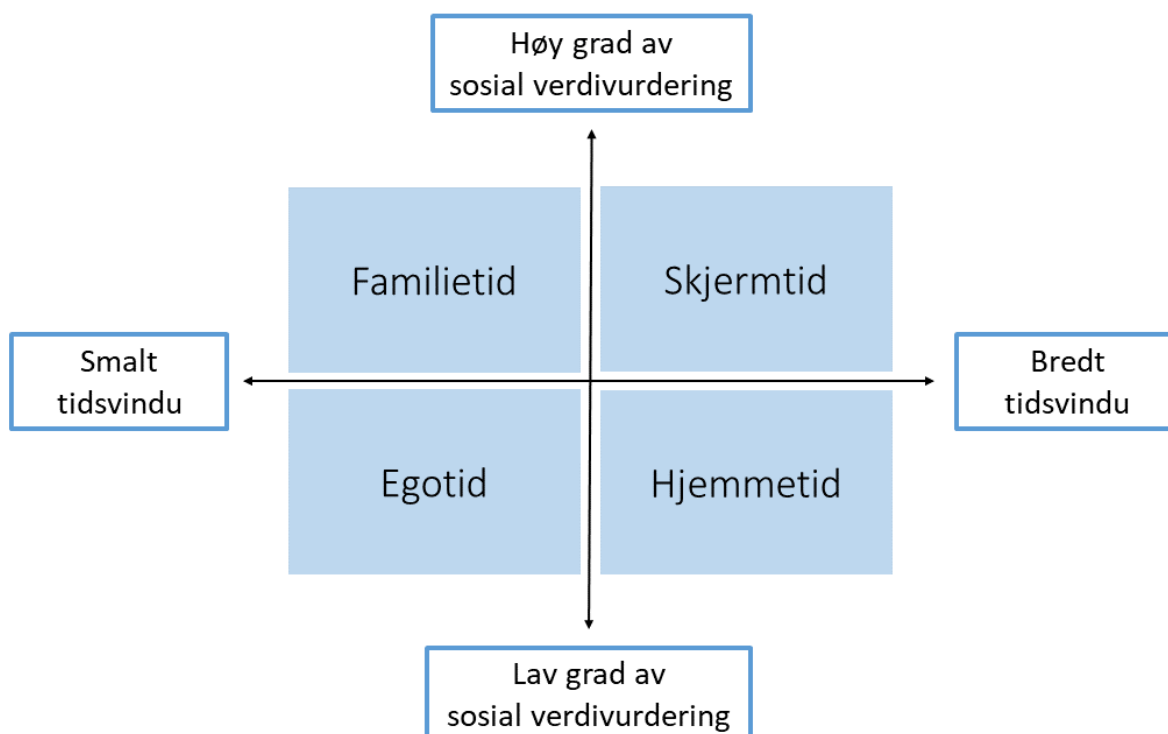 Høy grad av
sosial verdivurdering
Familietid
Skjermtid
Smalt
tidsvindu
Bredt
tidsvindu
Egotid
Hjemmetid
Lav grad av
sosial verdivurdering